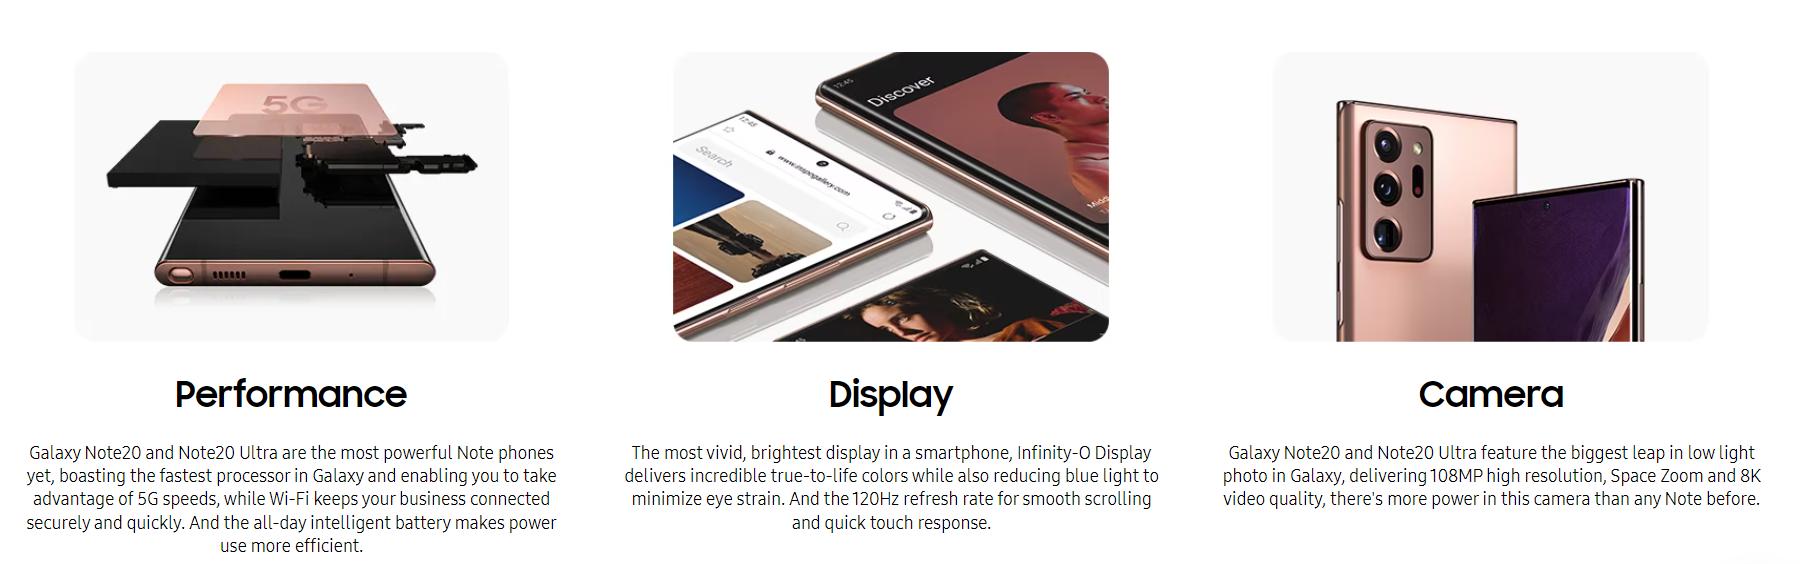 5G
12:45
Search
www.inspogallery.com
12:45
Discover
Performance
Galaxy Note20 and Note20 Ultra are the most powerful Note phones
yet, boasting the fastest processor in Galaxy and enabling you to take
advantage of 5G speeds, while Wi-Fi keeps your business connected
securely and quickly. And the all-day intelligent battery makes power
use more efficient.
Display
The most vivid, brightest display in a smartphone, Infinity-O Display
delivers incredible true-to-life colors while also reducing blue light to
minimize eye strain. And the 120Hz refresh rate for smooth scrolling
and quick touch response.
Camera
Galaxy Note20 and Note20 Ultra feature the biggest leap in low light
photo in Galaxy, delivering 108MP high resolution, Space Zoom and 8K
video quality, there's more power in this camera than any Note before.